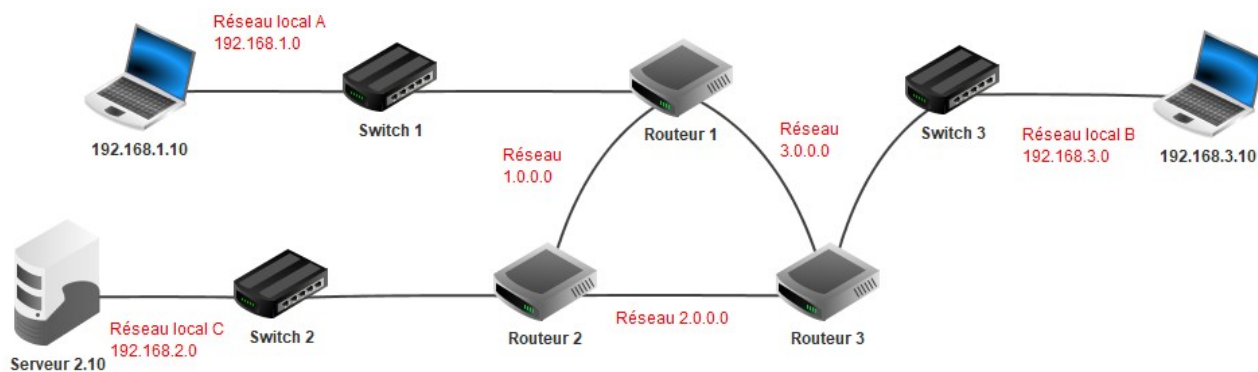 Réseau local A
192.168.1.0
Switch 1
192.168.1.10
Routeur 1
Réseau
1.0.0.0
Réseau
3.0.0.0
Switch 3
Réseau local B
192.168.3.0
192.168.3.10
Serveur 2.10
Réseau local C
192.168.2.0
Switch 2
Routeur 2
Réseau 2.0.0.0
Routeur 3